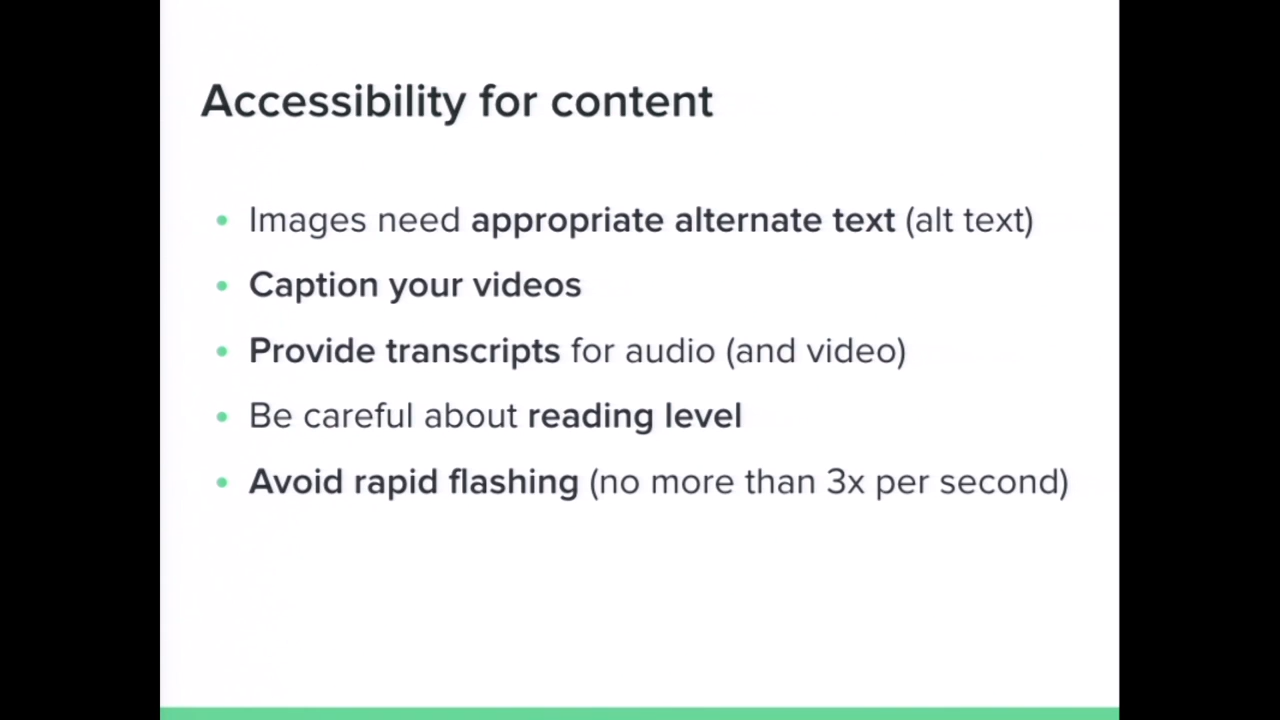 Accessibility for content
• Images need appropriate alternate text (alt text)
• Caption your videos
• Provide transcripts for audio (and video)
• Be careful about reading level
• Avoid rapid flashing (no more than 3x per second)